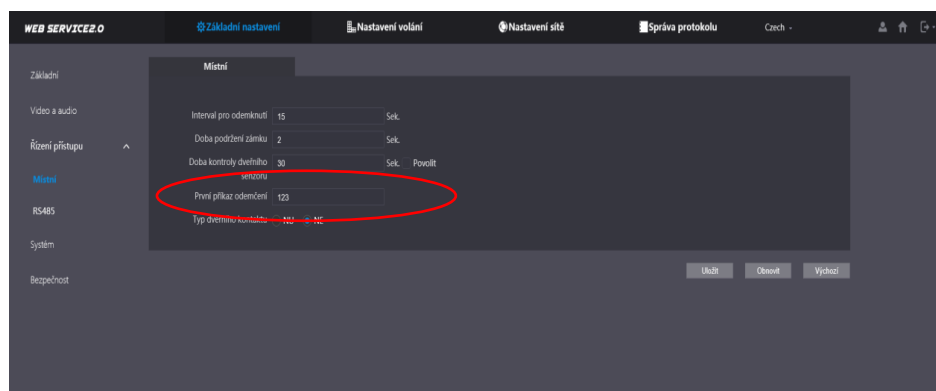 WEB SERVICE2.0
Základní nastavení
Nastavení volání
Nastavení sítě
Správa protokolu
Czech
Základní
Video a audio
Řízení přístupu
Místní
RS485
Systém
Bezpečnost
Místní
Interval pro odemknutí 15 Sek.
Doba podržení zámku 2 Sek.
Doba kontroly dveřního senzoru 30 Sek. Povolit
První příkaz odemčení 123
Typ dveřního kontaktu NU NE
Uložit Obnovit Výchozí